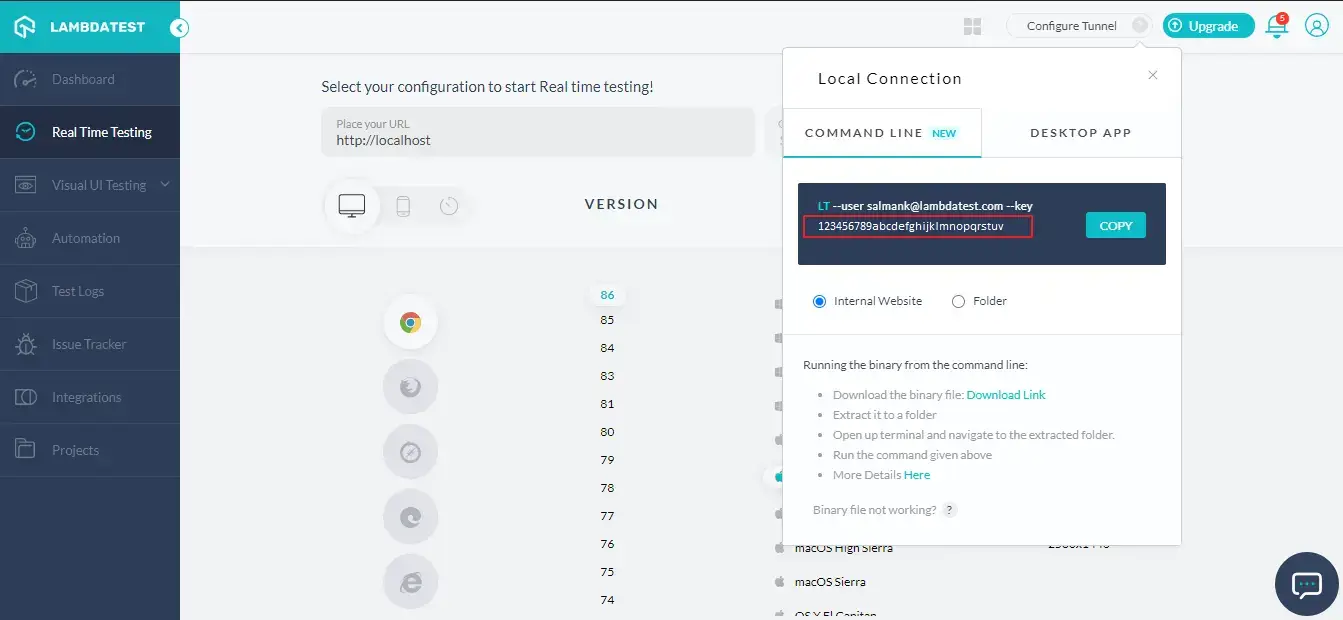 LAMBDATEST
Configure Tunnel ?
Upgrade
5
Dashboard
Real Time Testing
Visual UI Testing
Automation
Test Logs
Issue Tracker
Integrations
Projects
Select your configuration to start Real time testing!
Place your URL
http://localhost
VERSION
86
85
84
83
81
80
79
78
77
76
75
74
Local Connection
COMMAND LINE NEW
DESKTOP APP
LT --user salmank@lambdatest.com --key
123456789abcdefghijklmnopqrstuv
COPY
Internal Website
Folder
Running the binary from the command line:
Download the binary file: Download Link
Extract it to a folder
Open up terminal and navigate to the extracted folder.
Run the command given above
More Details Here
Binary file not working? ?
macOS High Sierra
macOS Sierra
OS X El Capitan